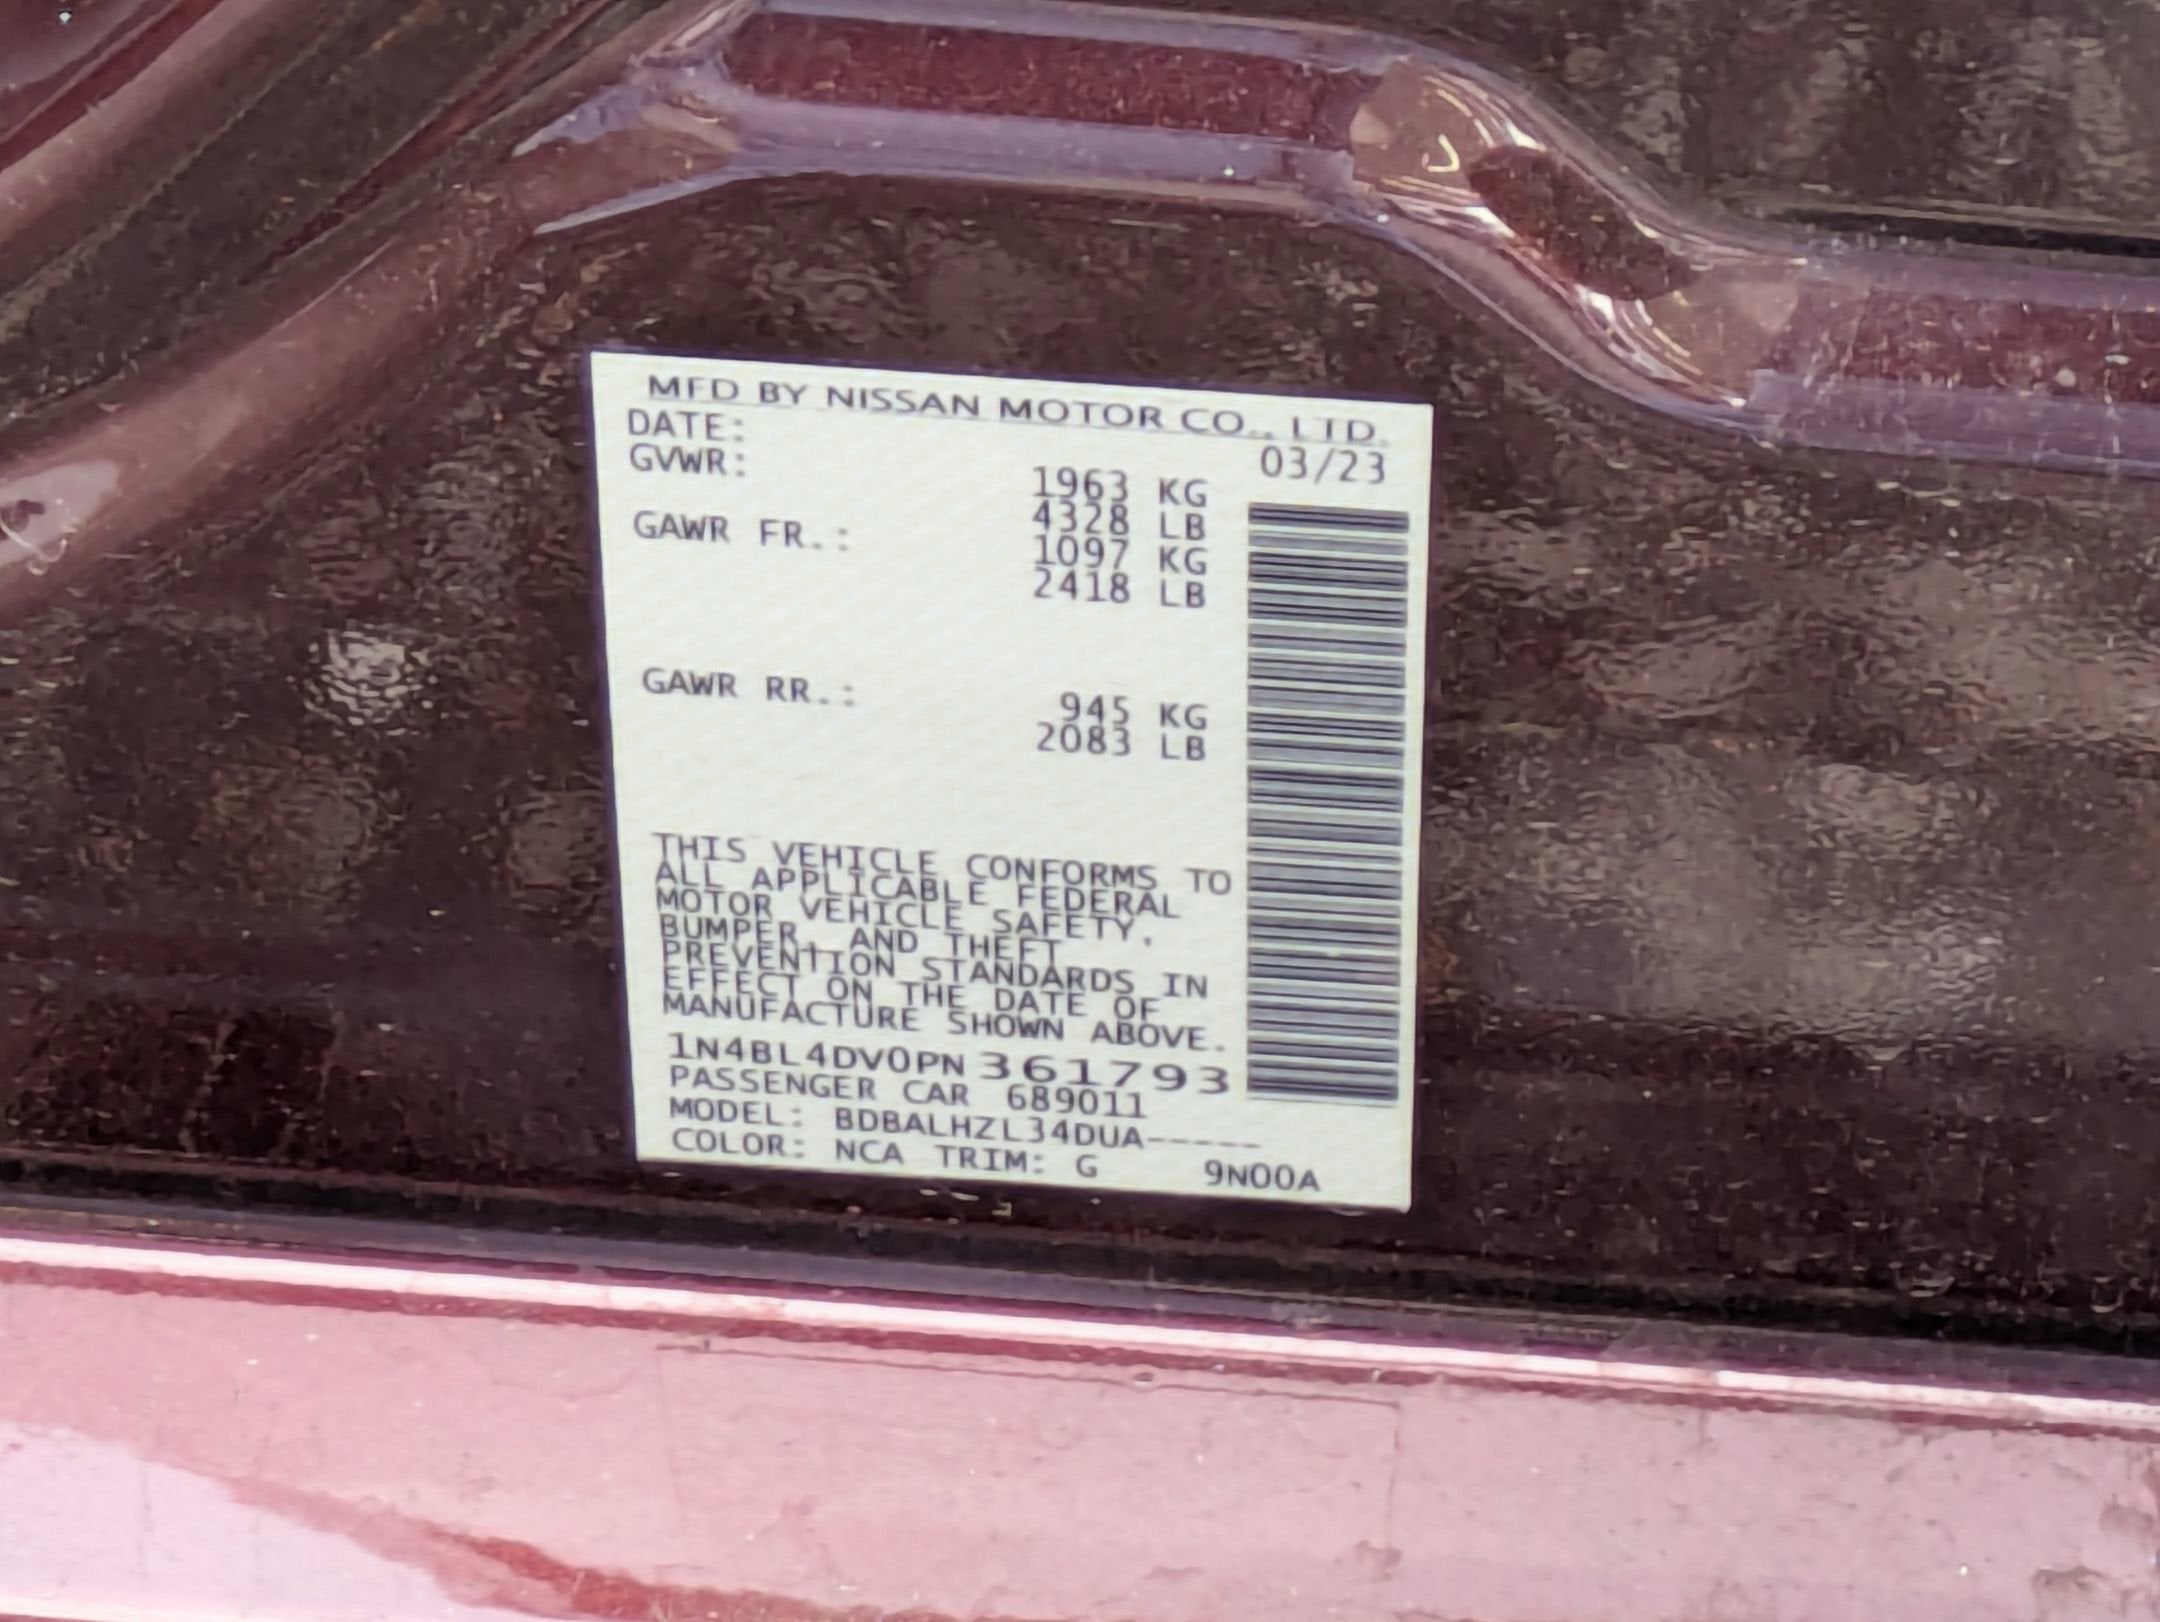 MFD BY NISSAN MOTOR CO., LTD.
DATE: 03/23
GVWR: 1963 KG
4328 LB
GAWR FR.: 1097 KG
2418 LB
GAWR RR.: 945 KG
2083 LB
THIS VEHICLE CONFORMS TO
ALL APPLICABLE FEDERAL
MOTOR VEHICLE SAFETY,
BUMPER, AND THEFT
PREVENTION STANDARDS IN
EFFECT ON THE DATE OF
MANUFACTURE SHOWN ABOVE.
1N4BL4DV0PN361793
PASSENGER CAR 689011
MODEL: BDBALHZL34DUA-----
COLOR: NCA TRIM: G 9N00A